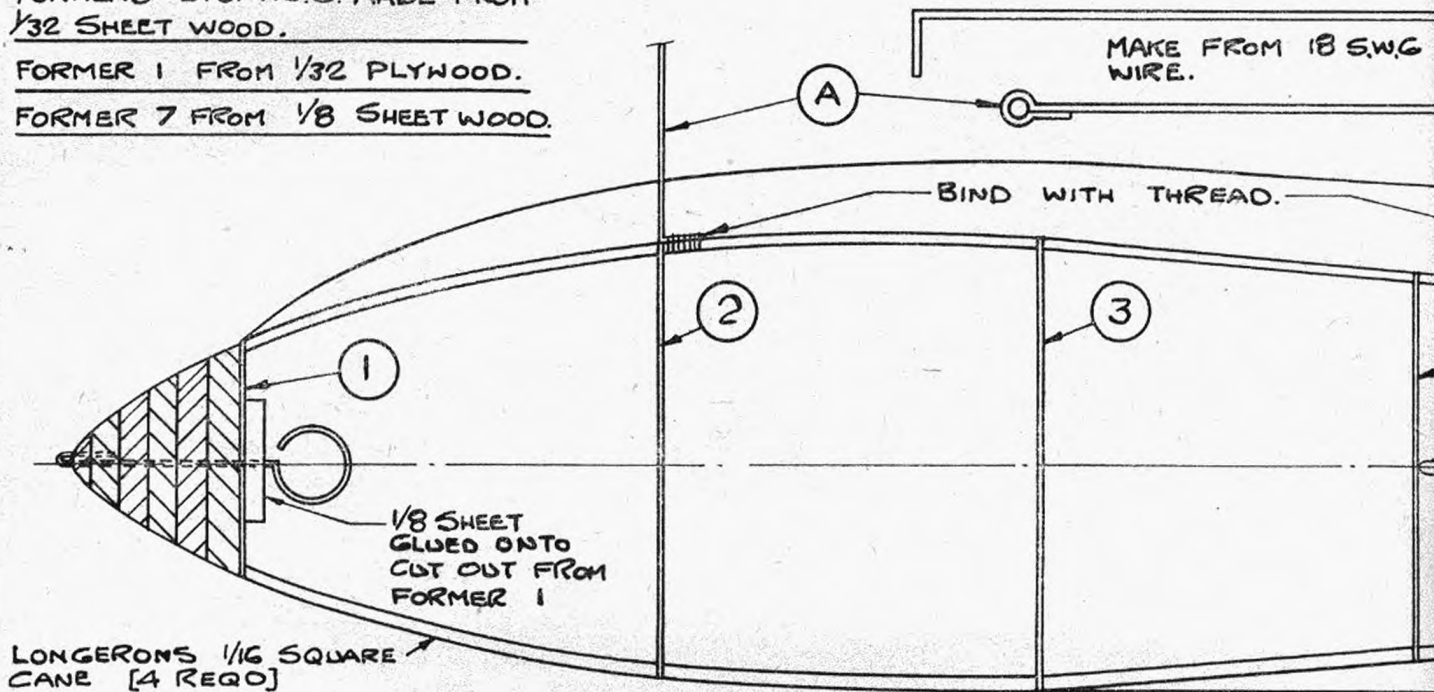 1/32 SHEET WOOD.
FORMER 1 FROM 1/32 PLYWOOD.
FORMER 7 FROM 1/8 SHEET WOOD.
MAKE FROM 18 S.W.G
WIRE.
A
BIND WITH THREAD.
2
3
1
1/8 SHEET
GLUED ONTO
CUT OUT FROM
FORMER 1
LONGERONS 1/16 SQUARE
CANE [4 REQD]